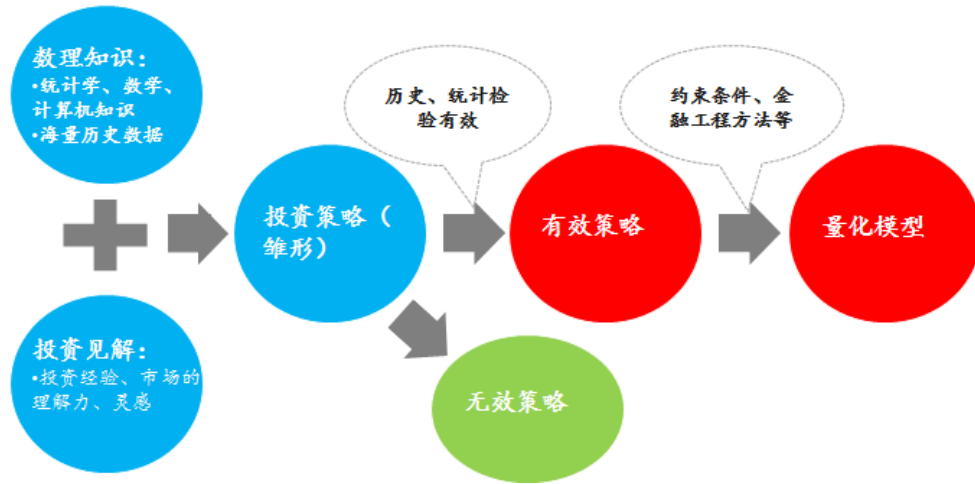 数理知识：
•统计学、数学、
计算机知识
•海量历史数据
投资见解：
•投资经验、市场的
理解力、灵感
投资策略（
雏形）
历史、统计检
验有效
有效策略
无效策略
约束条件、金
融工程方法等
量化模型